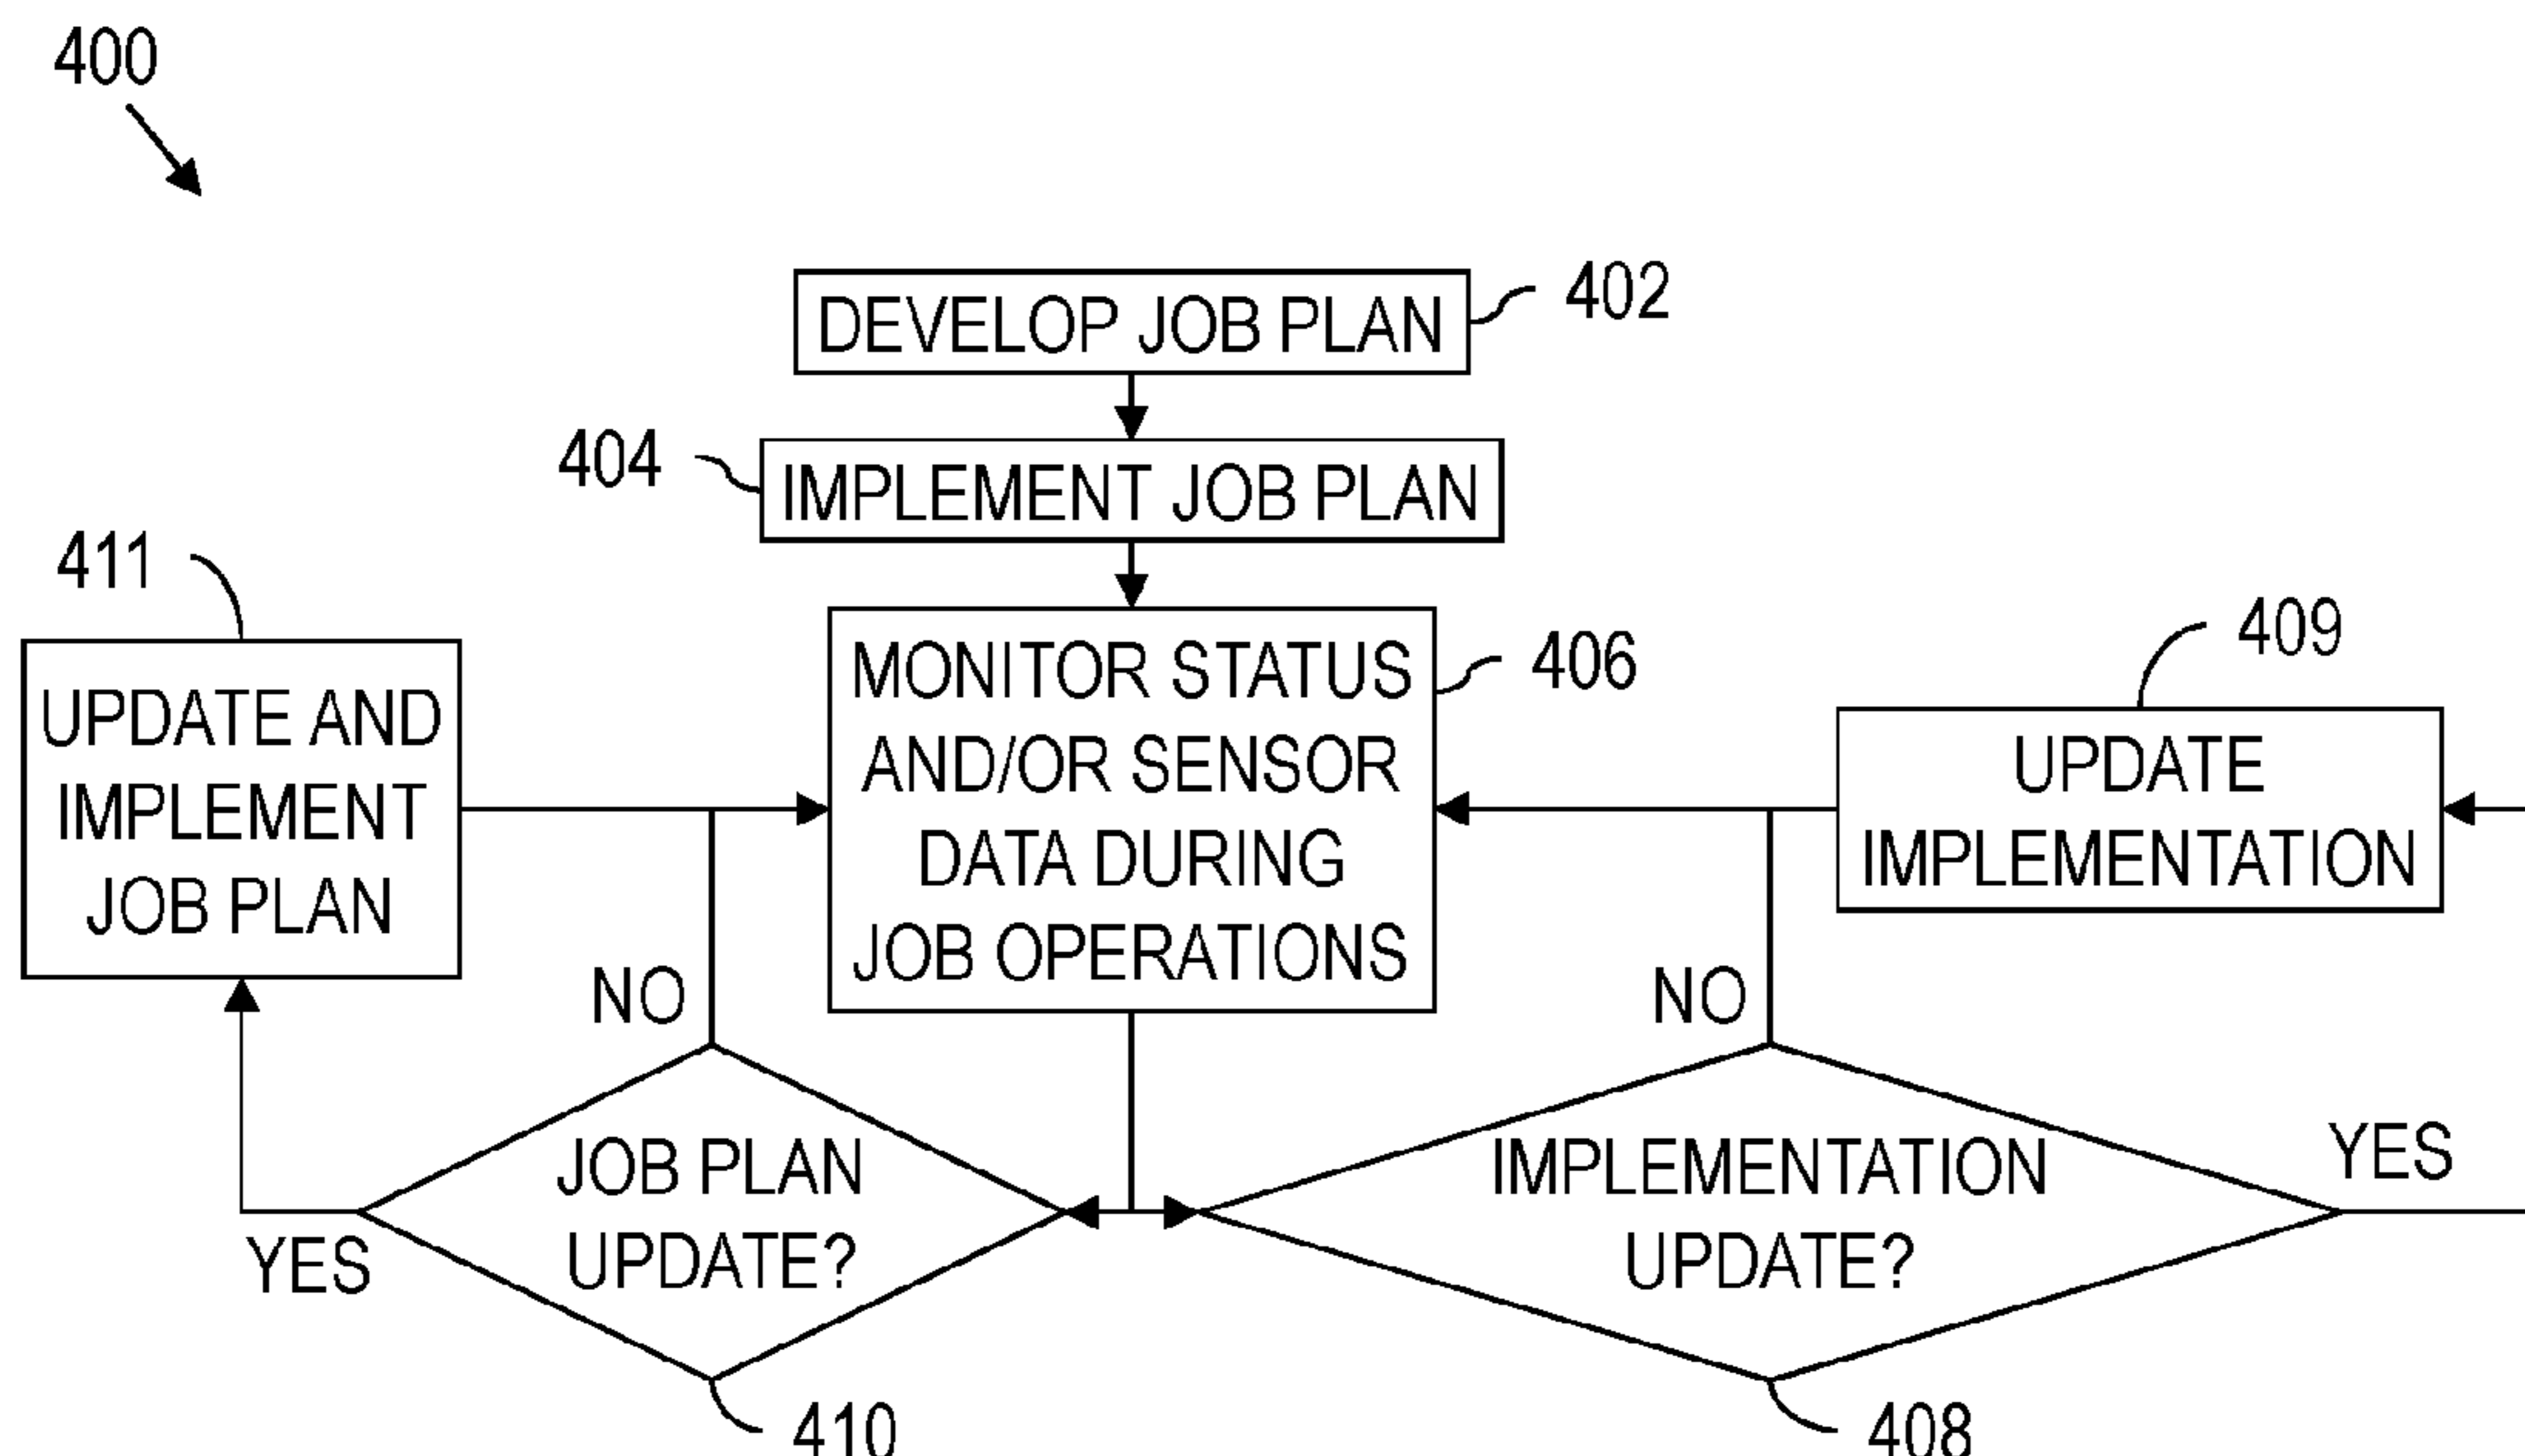 400
DEVELOP JOB PLAN
402
404
IMPLEMENT JOB PLAN
411
UPDATE AND
IMPLEMENT
JOB PLAN
MONITOR STATUS
AND/OR SENSOR
DATA DURING
JOB OPERATIONS
406
409
UPDATE
IMPLEMENTATION
NO
NO
JOB PLAN
UPDATE?
YES
IMPLEMENTATION
UPDATE?
YES
410
408